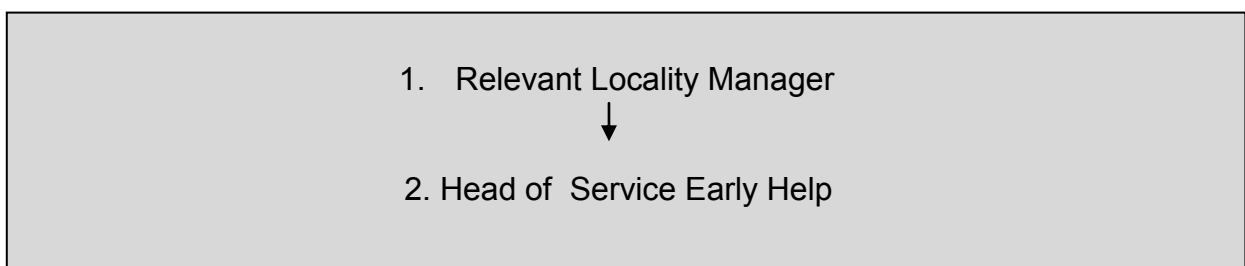 1. Relevant Locality Manager
2. Head of Service Early Help